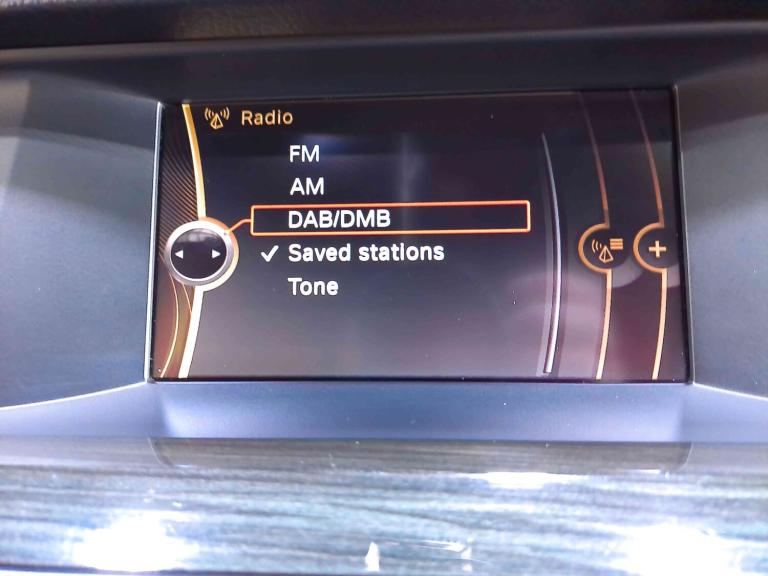 Radio
FM
AM
DAB/DMB
Saved stations
Tone